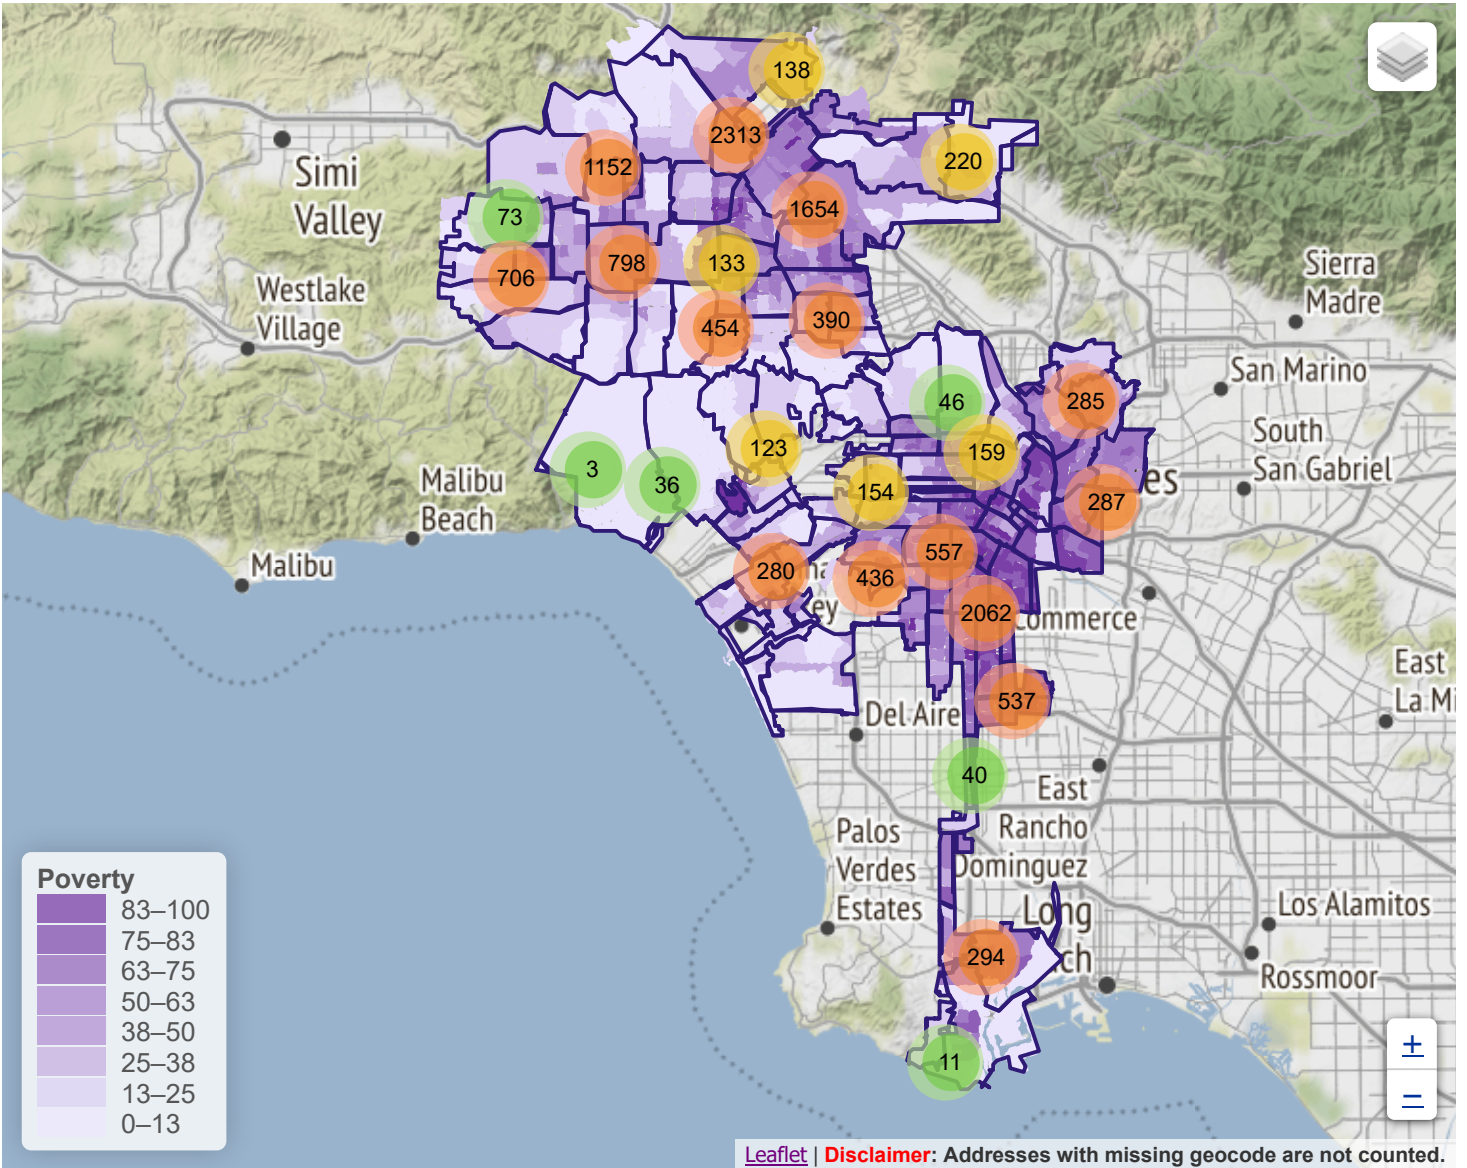 138
2313
1152
220
Simi
Valley
73
1654
706
798
133
Sierra
Madre
Westlake
Village
454
390
San Marino
46
285
South
San Gabriel
123
159
3
36
154
Malibu
Beach
287
es
Malibu
280
436
557
ey
2062
ommerce
East
La Mi
537
Del Aire
40
East
Rancho
Dominguez
Palos
Verdes
Estates
Long
ch
Los Alamitos
294
Rossmoor
11
Poverty
83–100
75–83
63–75
50–63
38–50
25–38
13–25
0–13
+
−
Leaflet | Disclaimer: Addresses with missing geocode are not counted.